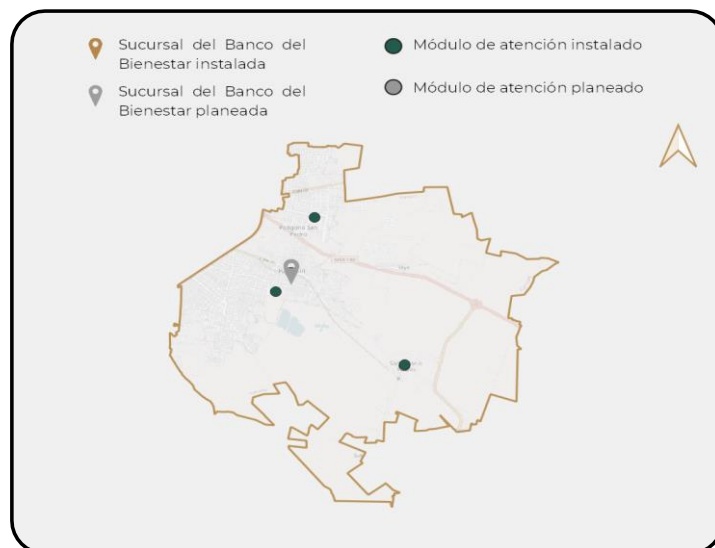 Sucursal del Banco del
Bienestar instalada
Módulo de atención instalado
Sucursal del Banco del
Bienestar planeada
Módulo de atención planeado